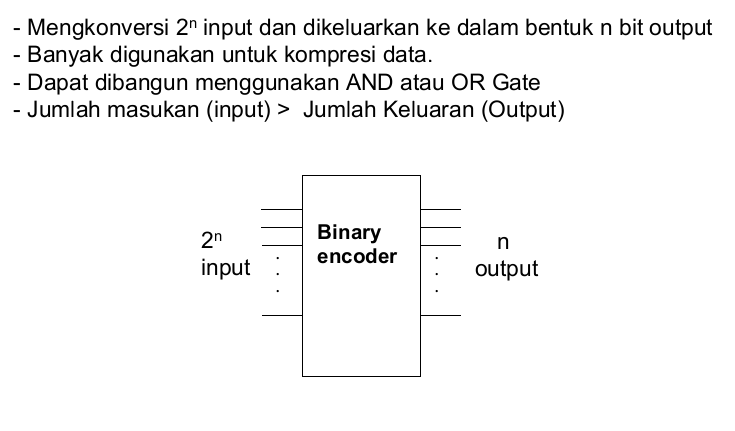 - Mengkonversi 2ⁿ input dan dikeluarkan ke dalam bentuk n bit output
- Banyak digunakan untuk kompresi data.
- Dapat dibangun menggunakan AND atau OR Gate
- Jumlah masukan (input) > Jumlah Keluaran (Output)
2ⁿ
input
Binary
encoder
n
output